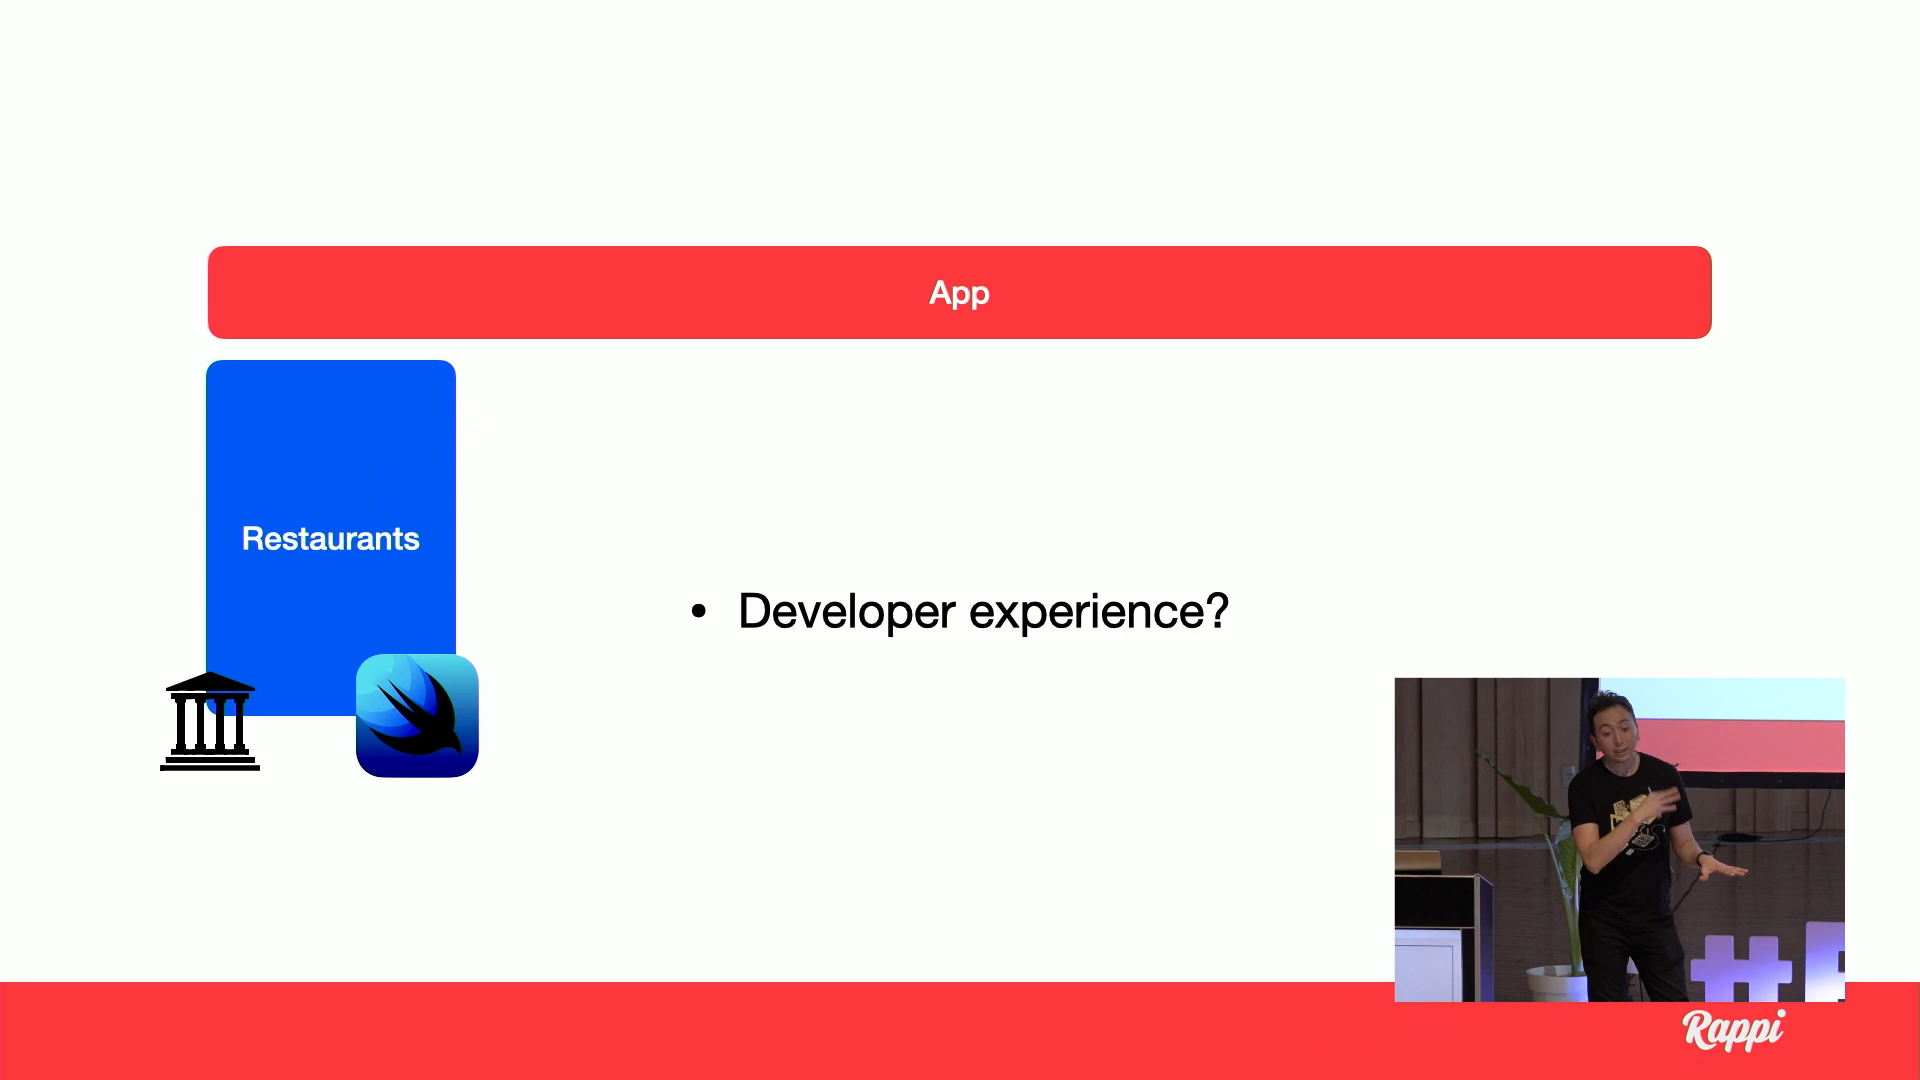 App
Restaurants
• Developer experience?
#
Rappi